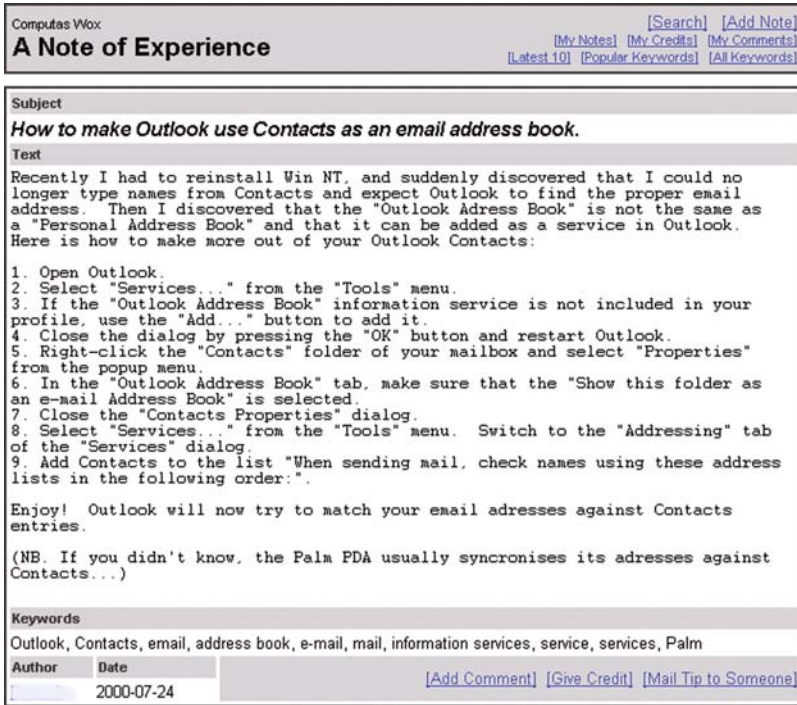 Computas Wox
[Search] [Add Note]
A Note of Experience
[My Notes] [My Credits] [My Comments]
[Latest 10] [Popular Keywords] [All Keywords]
Subject
How to make Outlook use Contacts as an email address book.
Text
Recently I had to reinstall Win NT, and suddenly discovered that I could no
longer type names from Contacts and expect Outlook to find the proper email
address. Then I discovered that the "Outlook Adress Book" is not the same as
a "Personal Address Book" and that it can be added as a service in Outlook.
Here is how to make more out of your Outlook Contacts:
1. Open Outlook.
2. Select "Services..." from the "Tools" menu.
3. If the "Outlook Address Book" information service is not included in your
profile, use the "Add..." button to add it.
4. Close the dialog by pressing the "OK" button and restart Outlook.
5. Right-click the "Contacts" folder of your mailbox and select "Properties"
from the popup menu.
6. In the "Outlook Address Book" tab, make sure that the "Show this folder as
an e-mail Address Book" is selected.
7. Close the "Contacts Properties" dialog.
8. Select "Services..." from the "Tools" menu. Switch to the "Addressing" tab
of the "Services" dialog.
9. Add Contacts to the list "When sending mail, check names using these address
lists in the following order:".
Enjoy! Outlook will now try to match your email adresses against Contacts
entries.
(NB. If you didn't know, the Palm PDA usually syncronises its adresses against
Contacts...)
Keywords
Outlook, Contacts, email, address book, e-mail, mail, information services, service, services, Palm
Author Date
2000-07-24
[Add Comment] [Give Credit] [Mail Tip to Someone]